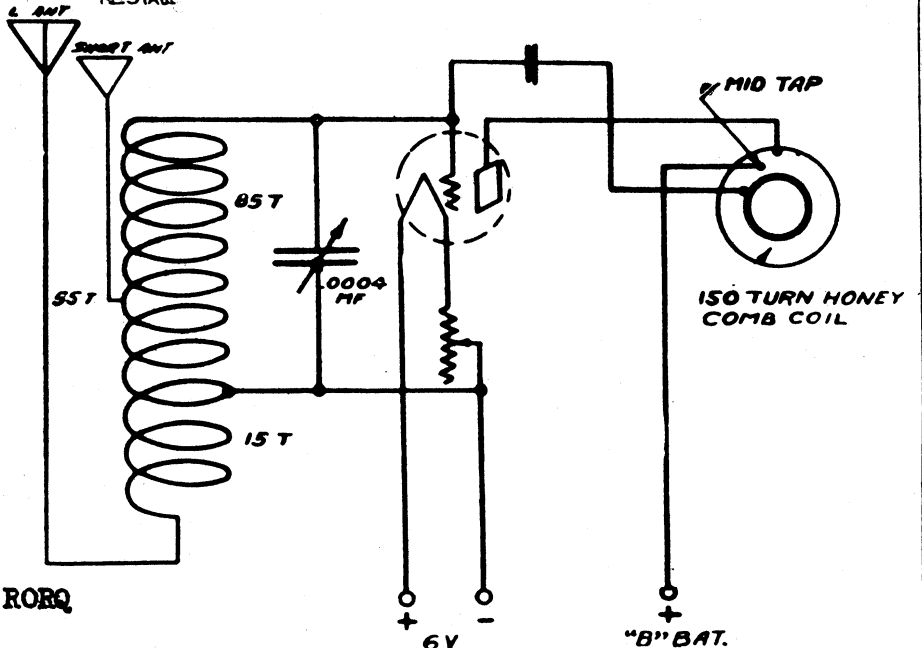 L ANT
SHORT ANT
MID TAP
85 T
.0004
MF
55 T
150 TURN HONEY
COMB COIL
15 T
RORQ
+
-
+
6V
"B" BAT.